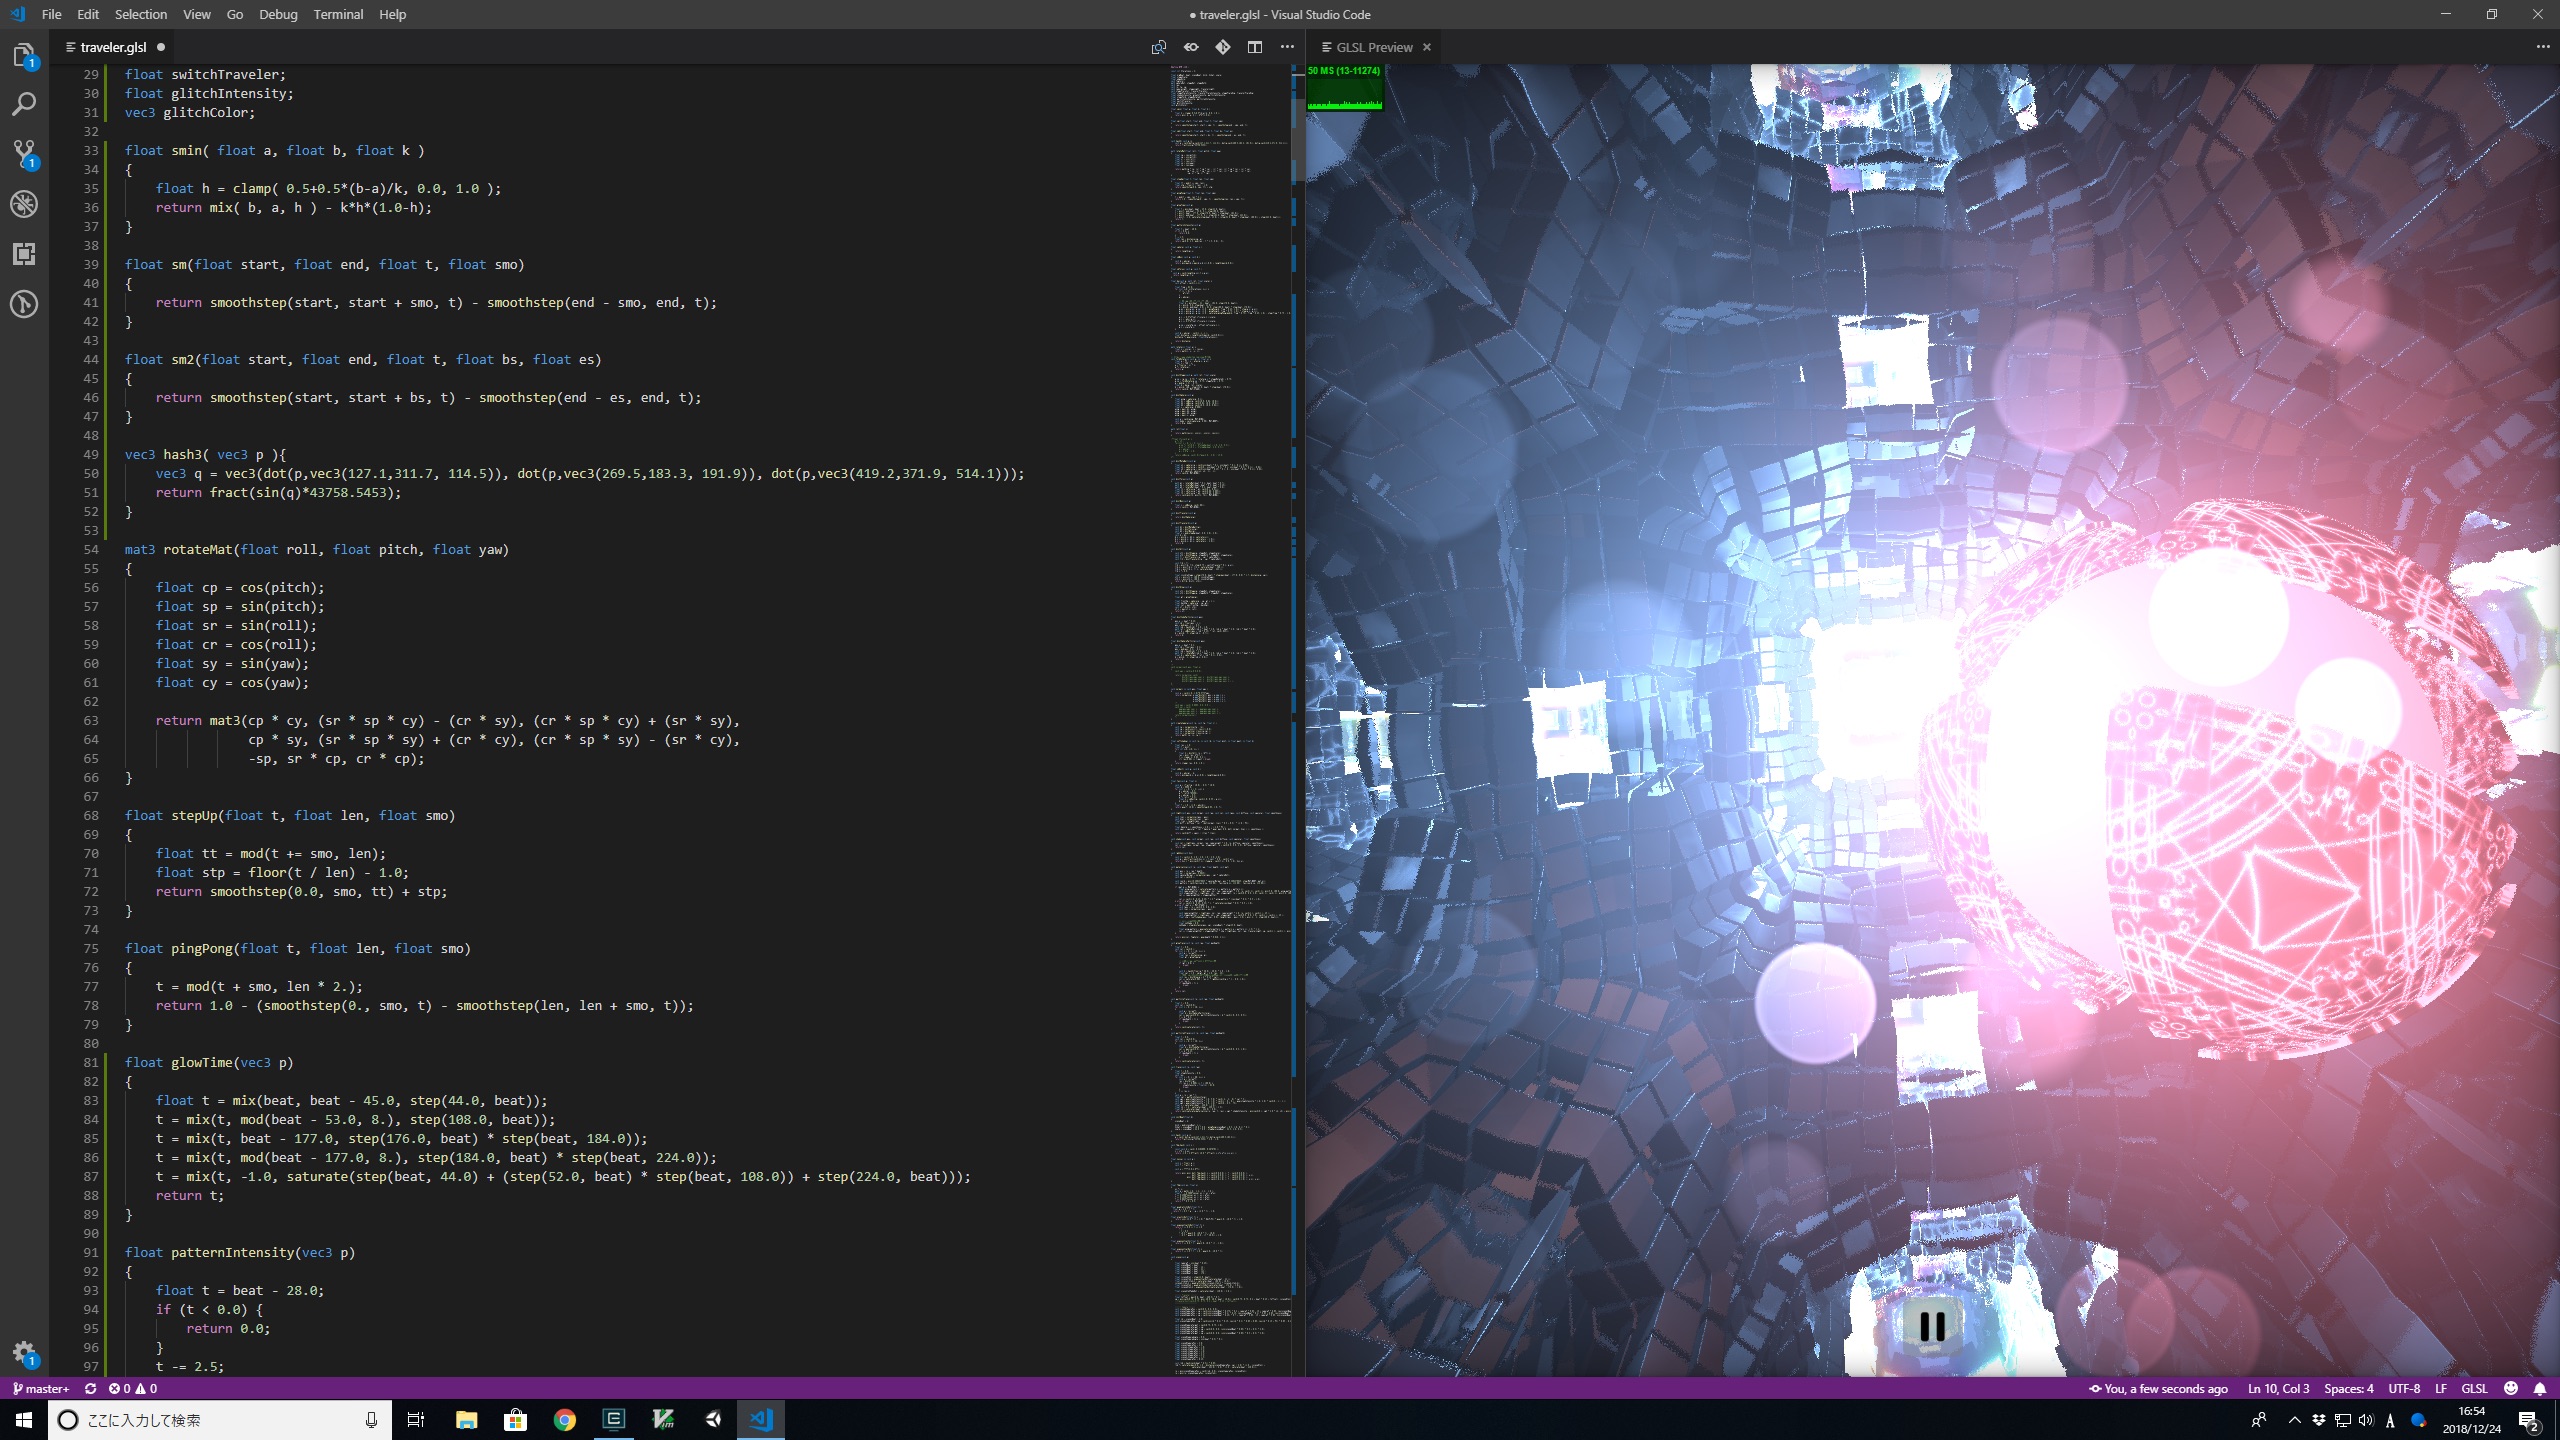 File Edit Selection View Go Debug Terminal Help
● traveler.glsl - Visual Studio Code
traveler.glsl
GLSL Preview
50 MS (13-11274)
29 float switchTraveler;
30 float glitchIntensity;
31 vec3 glitchColor;
32
33 float smin( float a, float b, float k )
34 {
35 float h = clamp( 0.5+0.5*(b-a)/k, 0.0, 1.0 );
36 return mix( b, a, h ) - k*h*(1.0-h);
37 }
38
39 float sm(float start, float end, float t, float smo)
40 {
41 return smoothstep(start, start + smo, t) - smoothstep(end - smo, end, t);
42 }
43
44 float sm2(float start, float end, float t, float bs, float es)
45 {
46 return smoothstep(start, start + bs, t) - smoothstep(end - es, end, t);
47 }
48
49 vec3 hash3( vec3 p ){
50 vec3 q = vec3(dot(p,vec3(127.1,311.7, 114.5)), dot(p,vec3(269.5,183.3, 191.9)), dot(p,vec3(419.2,371.9, 514.1)));
51 return fract(sin(q)*43758.5453);
52 }
53
54 mat3 rotateMat(float roll, float pitch, float yaw)
55 {
56 float cp = cos(pitch);
57 float sp = sin(pitch);
58 float sr = sin(roll);
59 float cr = cos(roll);
60 float sy = sin(yaw);
61 float cy = cos(yaw);
62
63 return mat3(cp * cy, (sr * sp * cy) - (cr * sy), (cr * sp * cy) + (sr * sy),
64 cp * sy, (sr * sp * sy) + (cr * cy), (cr * sp * sy) - (sr * cy),
65 -sp, sr * cp, cr * cp);
66 }
67
68 float stepUp(float t, float len, float smo)
69 {
70 float tt = mod(t += smo, len);
71 float stp = floor(t / len) - 1.0;
72 return smoothstep(0.0, smo, tt) + stp;
73 }
74
75 float pingPong(float t, float len, float smo)
76 {
77 t = mod(t + smo, len * 2.);
78 return 1.0 - (smoothstep(0., smo, t) - smoothstep(len, len + smo, t));
79 }
80
81 float glowTime(vec3 p)
82 {
83 float t = mix(beat, beat - 45.0, step(44.0, beat));
84 t = mix(t, mod(beat - 53.0, 8.), step(108.0, beat));
85 t = mix(t, beat - 177.0, step(176.0, beat) * step(beat, 184.0));
86 t = mix(t, mod(beat - 177.0, 8.), step(184.0, beat) * step(beat, 224.0));
87 t = mix(t, -1.0, saturate(step(beat, 44.0) + (step(52.0, beat) * step(beat, 108.0)) + step(224.0, beat)));
88 return t;
89 }
90
91 float patternIntensity(vec3 p)
92 {
93 float t = beat - 28.0;
94 if (t < 0.0) {
95 return 0.0;
96 }
97 t -= 2.5;
master+ 0 0
You, a few seconds ago Ln 10, Col 3 Spaces: 4 UTF-8 LF GLSL
ここに入力して検索
A
16:54
2018/12/24
2